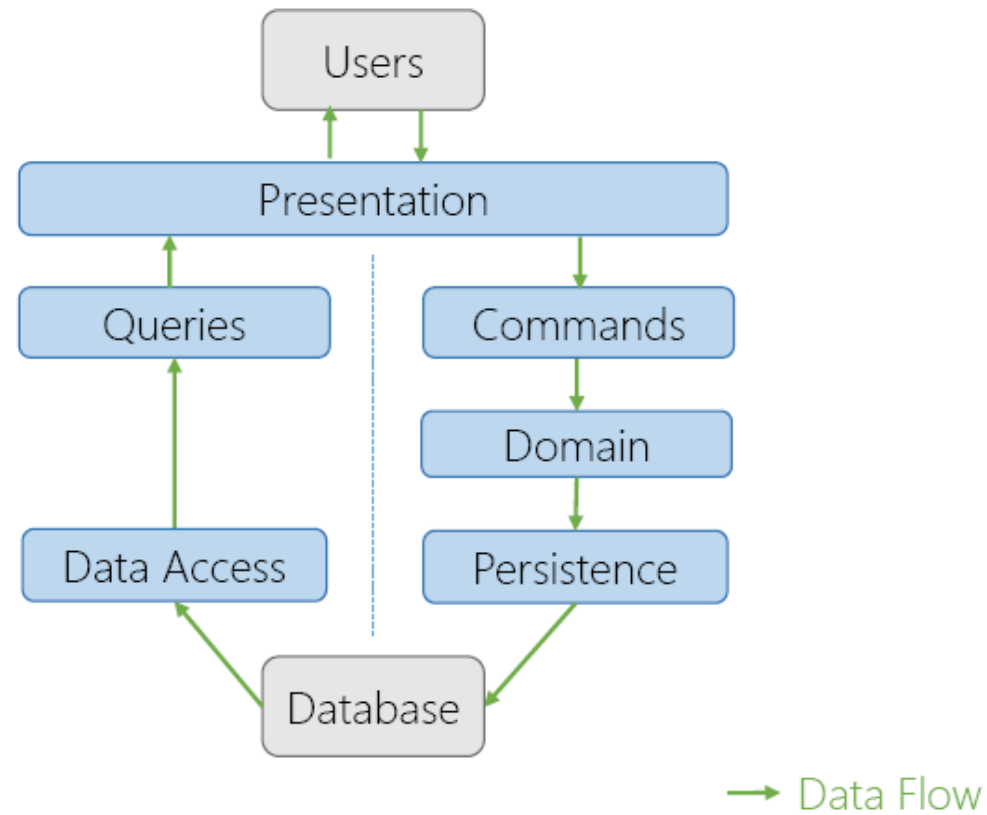 Users
Presentation
Queries
Commands
Domain
Data Access
Persistence
Database
Data Flow